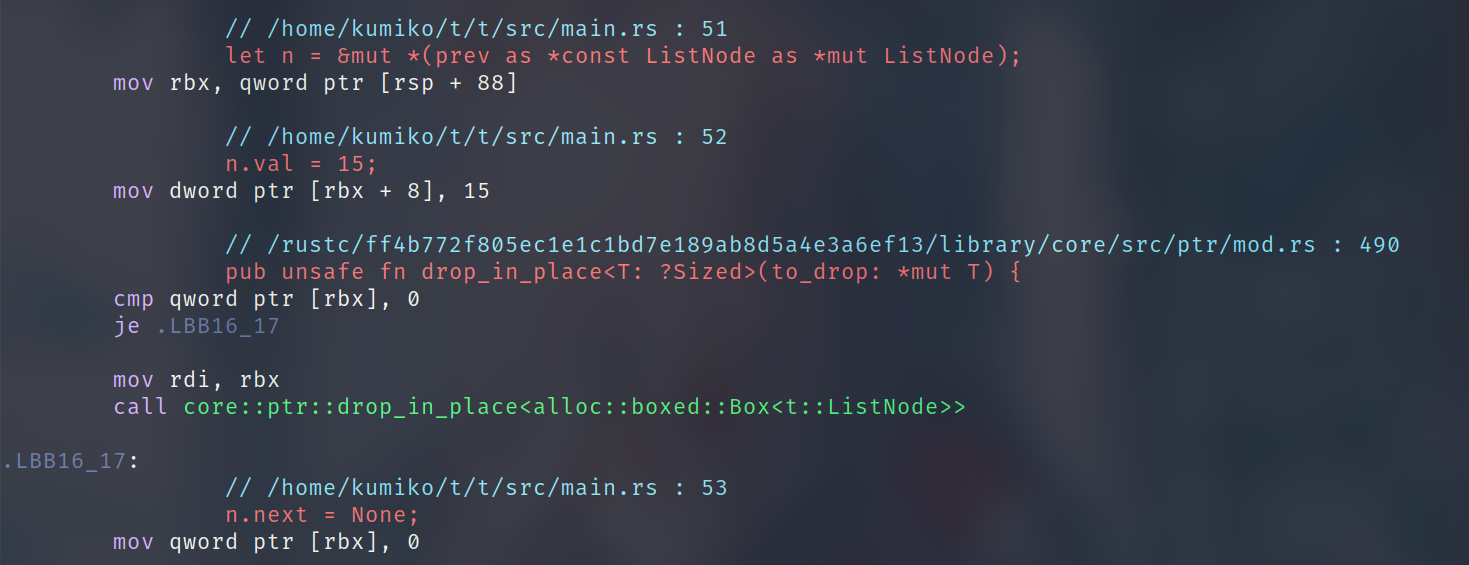 // /home/kumiko/t/t/src/main.rs : 51
let n = &mut *(prev as *const ListNode as *mut ListNode);
mov rbx, qword ptr [rsp + 88]
// /home/kumiko/t/t/src/main.rs : 52
n.val = 15;
mov dword ptr [rbx + 8], 15
// /rustc/ff4b772f805ec1e1c1bd7e189ab8d5a4e3a6ef13/library/core/src/ptr/mod.rs : 490
pub unsafe fn drop_in_place<T: ?Sized>(to_drop: *mut T) {
cmp qword ptr [rbx], 0
je .LBB16_17
mov rdi, rbx
call core::ptr::drop_in_place<alloc::boxed::Box<t::ListNode>>
.LBB16_17:
// /home/kumiko/t/t/src/main.rs : 53
n.next = None;
mov qword ptr [rbx], 0